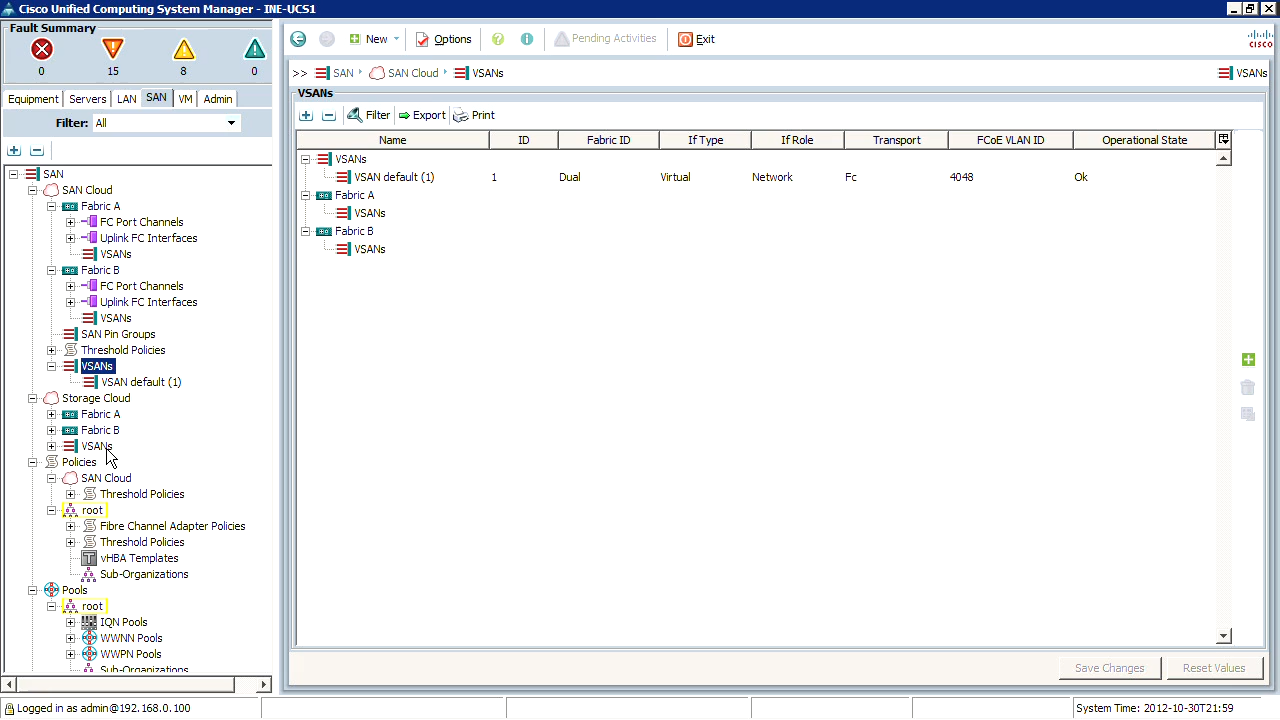 Cisco Unified Computing System Manager - INE-UCS1
Fault Summary
0 15 8 0
New Options Pending Activities Exit
CISCO
>> SAN SAN Cloud VSANs VSANs
Equipment Servers LAN SAN VM Admin
Filter: All
SAN
SAN Cloud
Fabric A
FC Port Channels
Uplink FC Interfaces
VSANs
Fabric B
FC Port Channels
Uplink FC Interfaces
VSANs
SAN Pin Groups
Threshold Policies
VSANs
VSAN default (1)
Storage Cloud
Fabric A
Fabric B
VSANs
Policies
SAN Cloud
Threshold Policies
root
Fibre Channel Adapter Policies
Threshold Policies
vHBA Templates
Sub-Organizations
Pools
root
IQN Pools
WWNN Pools
WWPN Pools
Sub-Organizations
VSANs
Filter Export Print
Name ID Fabric ID If Type If Role Transport FCoE VLAN ID Operational State
VSANs
VSAN default (1) 1 Dual Virtual Network Fc 4048 Ok
Fabric A
VSANs
Fabric B
VSANs
Save Changes Reset Values
Logged in as admin@192.168.0.100
System Time: 2012-10-30T21:59